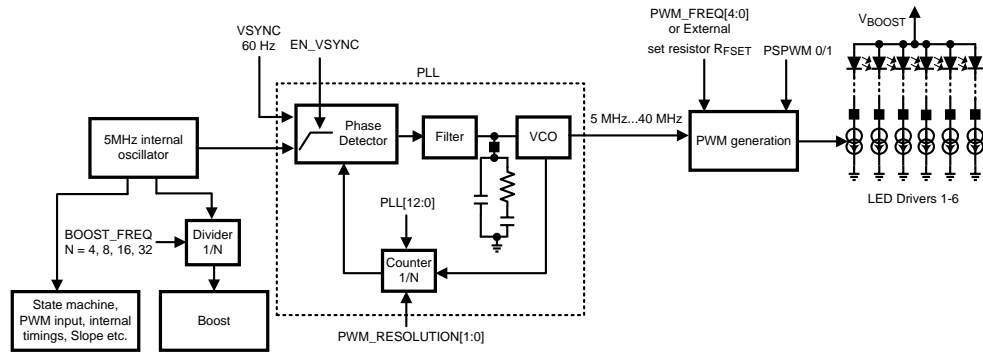 VSYNC
60 Hz
EN_VSYNC
PLL
PWM_FREQ[4:0]
or External
set resistor RFSET
PSPWM 0/1
VBOOST
5MHz internal
oscillator
Phase
Detector
Filter
VCO
5 MHz...40 MHz
PWM generation
LED Drivers 1-6
BOOST_FREQ
N = 4, 8, 16, 32
Divider
1/N
PLL[12:0]
Counter
1/N
State machine,
PWM input, internal
timings, Slope etc.
Boost
PWM_RESOLUTION[1:0]